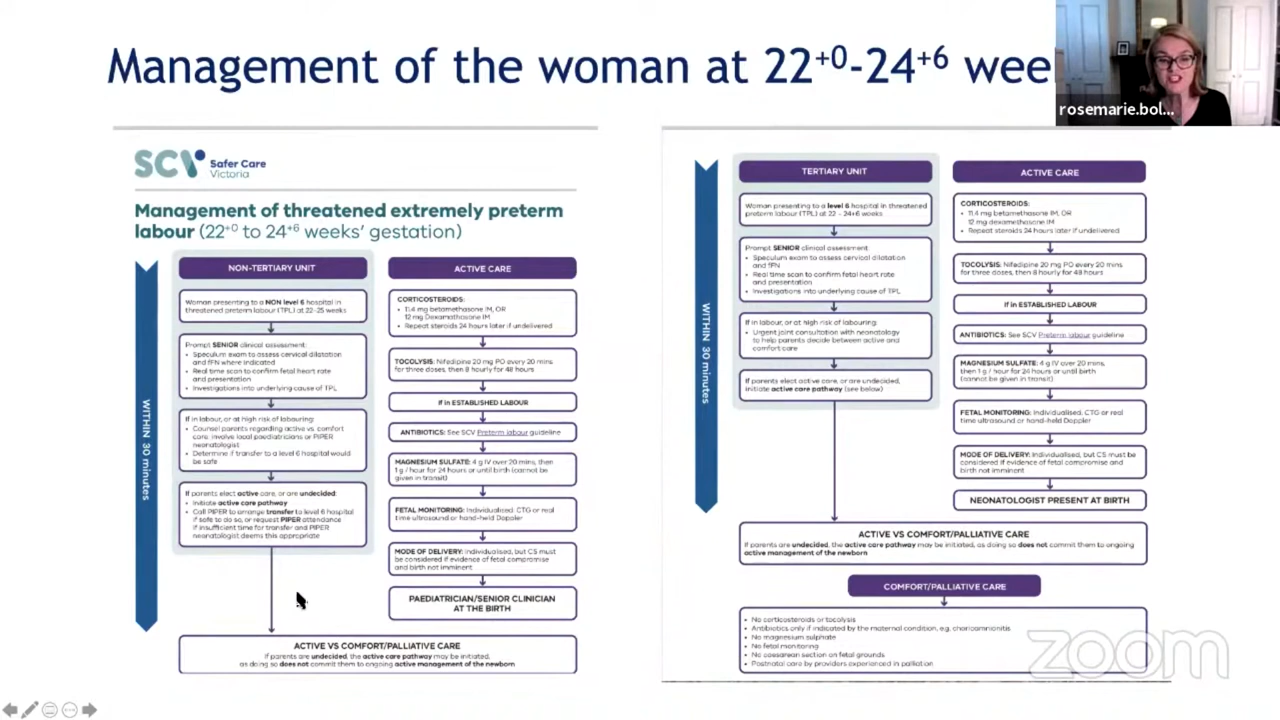 Management of the woman at 22+0-24+6 wee
rosemarie.bol...
SCV Safer Care
Victoria
Management of threatened extremely preterm
labour (22+0 to 24+6 weeks' gestation)
WITHIN 30 minutes
NON-TERTIARY UNIT
Woman presenting to a NON level 6 hospital in
threatened preterm labour (TPL) at 22-25 weeks
Prompt SENIOR clinical assessment:
• Speculum exam to assess cervical dilatation
and fFN where indicated
• Real time scan to confirm fetal heart rate
and presentation
• Investigations into underlying cause of TPL
If in labour, or at high risk of labouring:
• Counsel parents regarding active vs comfort
care; involve local paediatricians or PIPER
neonatologist
• Determine if transfer to a level 6 hospital would
be safe
If parents elect active care, or are undecided:
• Initiate active care pathway
• Call PIPER to arrange transfer to level 6 hospital
if safe to do so, or request PIPER attendance
if insufficient time for transfer and PIPER
neonatologist deems this appropriate
ACTIVE CARE
CORTICOSTEROIDS:
• 11.4 mg betamethasone IM, OR
12 mg Dexamethasone IM
• Repeat steroids 24 hours later if undelivered
TOCOLYSIS: Nifedipine 20 mg PO every 20 mins
for three doses, then 8 hourly for 48 hours
If in ESTABLISHED LABOUR
ANTIBIOTICS: See SCV Preterm labour guideline
MAGNESIUM SULFATE: 4 g IV over 20 mins, then
1 g / hour for 24 hours or until birth (cannot be
given in transit)
FETAL MONITORING: Individualised, CTG or real
time ultrasound or hand-held Doppler
MODE OF DELIVERY: Individualised, but CS must
be considered if evidence of fetal compromise
and birth not imminent
PAEDIATRICIAN/SENIOR CLINICIAN
AT THE BIRTH
ACTIVE VS COMFORT/PALLIATIVE CARE
If parents are undecided, the active care pathway may be initiated,
as doing so does not commit them to ongoing active management of the newborn
WITHIN 30 minutes
TERTIARY UNIT
Woman presenting to a level 6 hospital in threatened
preterm labour (TPL) at 22 - 24+6 weeks
Prompt SENIOR clinical assessment:
• Speculum exam to assess cervical dilatation
and fFN
• Real time scan to confirm fetal heart rate
and presentation
• Investigations into underlying cause of TPL
If in labour, or at high risk of labouring:
• Urgent joint consultation with neonatology
to help parents decide between active and
comfort care
If parents elect active care, or are undecided,
initiate active care pathway (see below)
ACTIVE CARE
CORTICOSTEROIDS:
• 11.4 mg betamethasone IM, OR
12 mg dexamethasone IM
• Repeat steroids 24 hours later if undelivered
TOCOLYSIS: Nifedipine 20 mg PO every 20 mins
for three doses, then 8 hourly for 48 hours
If in ESTABLISHED LABOUR
ANTIBIOTICS: See SCV Preterm labour guideline
MAGNESIUM SULFATE: 4 g IV over 20 mins,
then 1 g / hour for 24 hours or until birth
(cannot be given in transit)
FETAL MONITORING: Individualised, CTG or real
time ultrasound or hand-held Doppler
MODE OF DELIVERY: Individualised, but CS must be
considered if evidence of fetal compromise and
birth not imminent
NEONATOLOGIST PRESENT AT BIRTH
ACTIVE VS COMFORT/PALLIATIVE CARE
If parents are undecided, the active care pathway may be initiated, as doing so does not commit them to ongoing
active management of the newborn
COMFORT/PALLIATIVE CARE
• No corticosteroids or tocolysis
• Antibiotics only if indicated by the maternal condition, e.g. chorioamnionitis
• No magnesium sulphate
• No fetal monitoring
• No caesarean section on fetal grounds
• Postnatal care by providers experienced in palliation
zoom